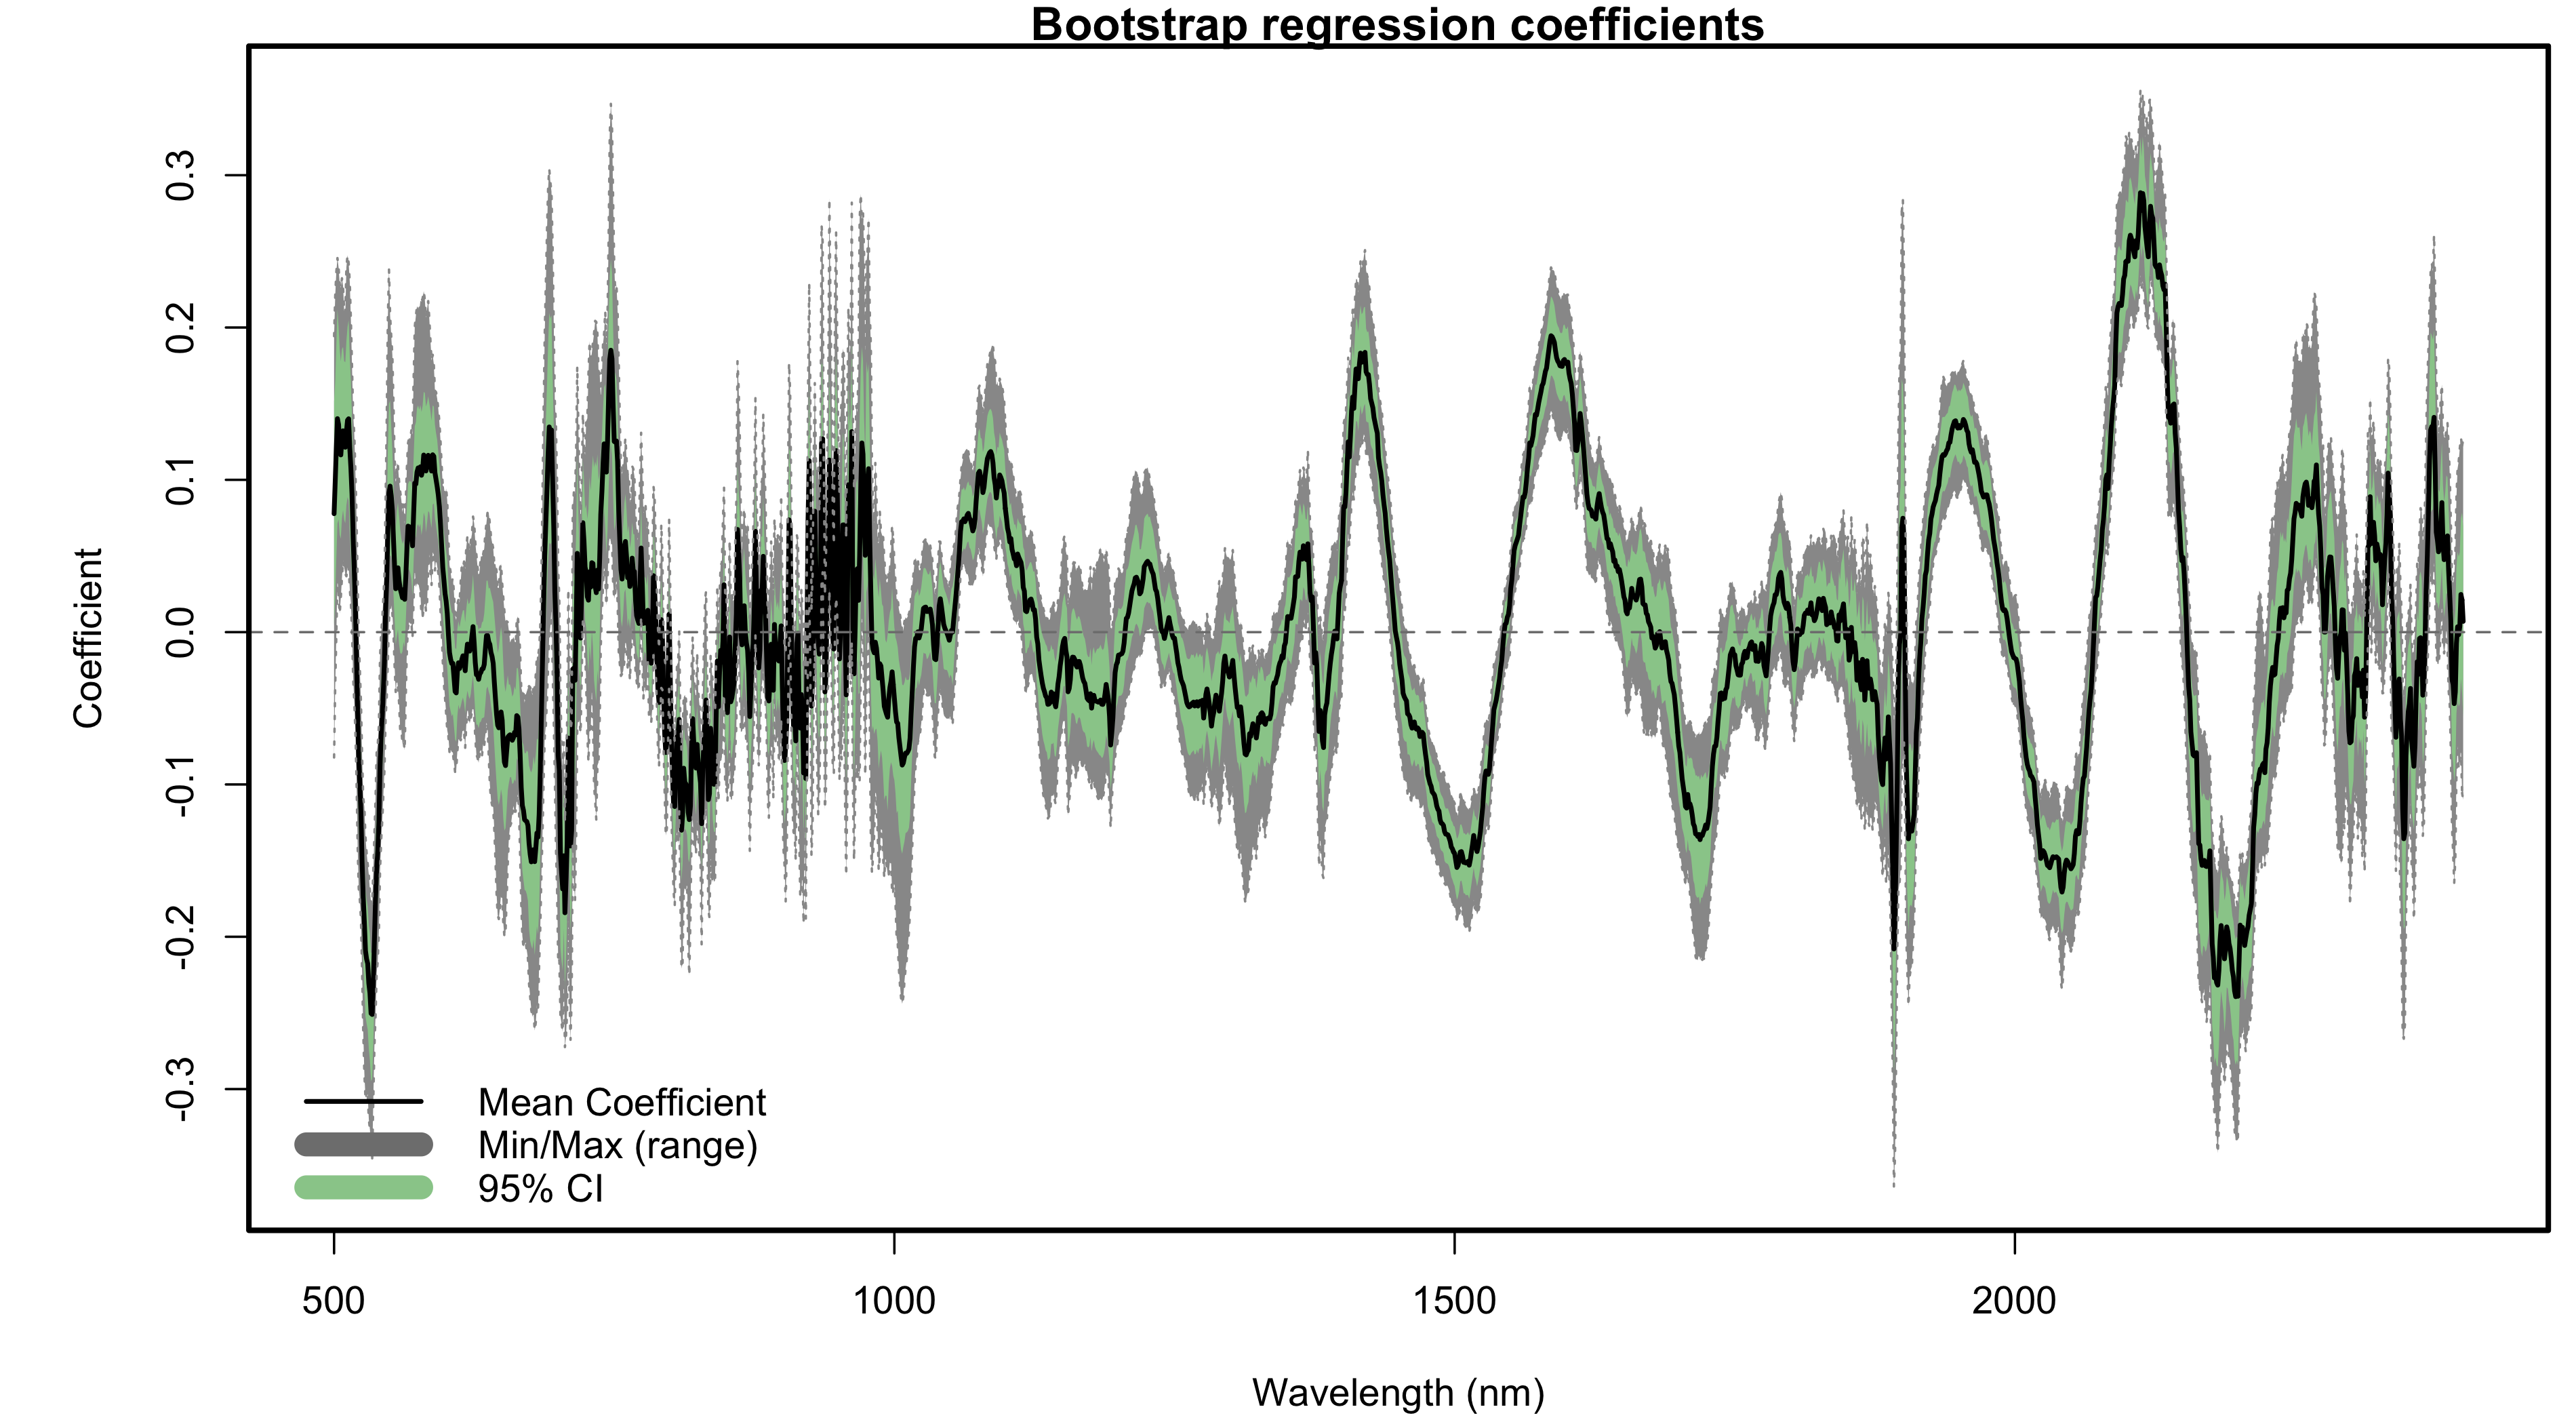 Bootstrap regression coefficients
Coefficient
0.3
0.2
0.1
0.0
-0.1
-0.2
-0.3
Mean Coefficient
Min/Max (range)
95% CI
500
1000
1500
2000
Wavelength (nm)